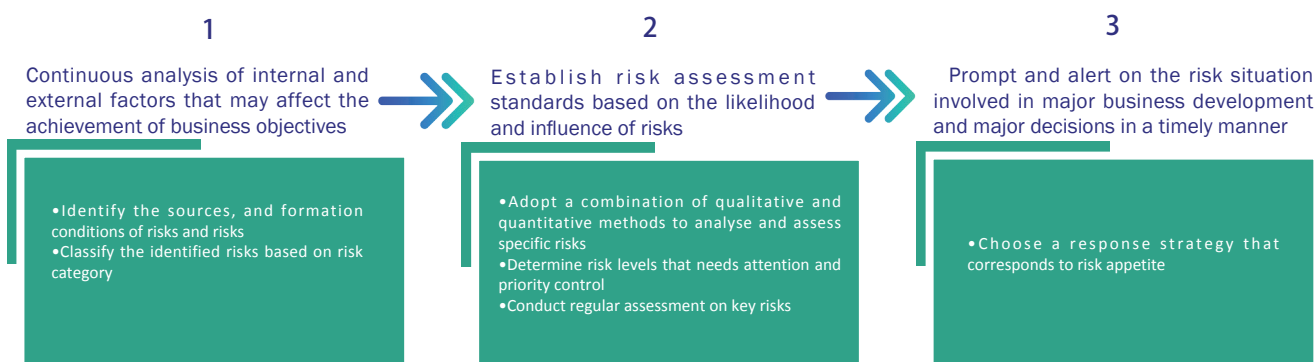 1
Continuous analysis of internal and
external factors that may affect the
achievement of business objectives
•Identify the sources, and formation
conditions of risks and risks
•Classify the identified risks based on risk
category
2
Establish risk assessment
standards based on the likelihood
and influence of risks
•Adopt a combination of qualitative and
quantitative methods to analyse and assess
specific risks
•Determine risk levels that needs attention and
priority control
•Conduct regular assessment on key risks
3
Prompt and alert on the risk situation
involved in major business development
and major decisions in a timely manner
•Choose a response strategy that
corresponds to risk appetite